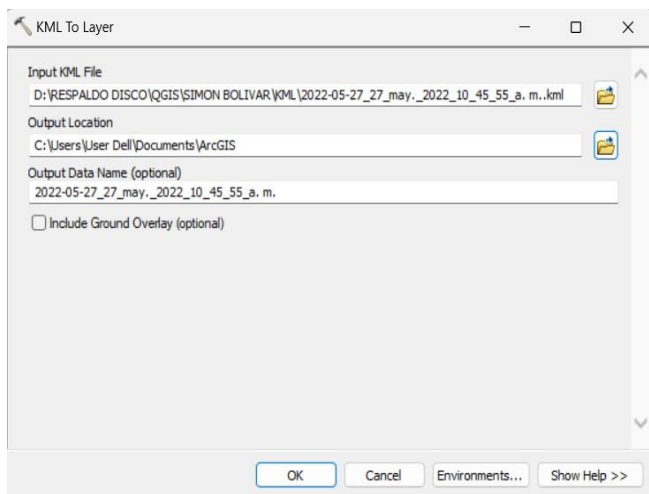 KML To Layer
Input KML File
D:\RESPALDO DISCO\QGIS\SIMON BOLIVAR\KML\2022-05-27_27_may._2022_10_45_55_a. m..kml
Output Location
C:\Users\User Dell\Documents\ArcGIS
Output Data Name (optional)
2022-05-27_27_may._2022_10_45_55_a. m.
Include Ground Overlay (optional)
OK Cancel Environments... Show Help >>